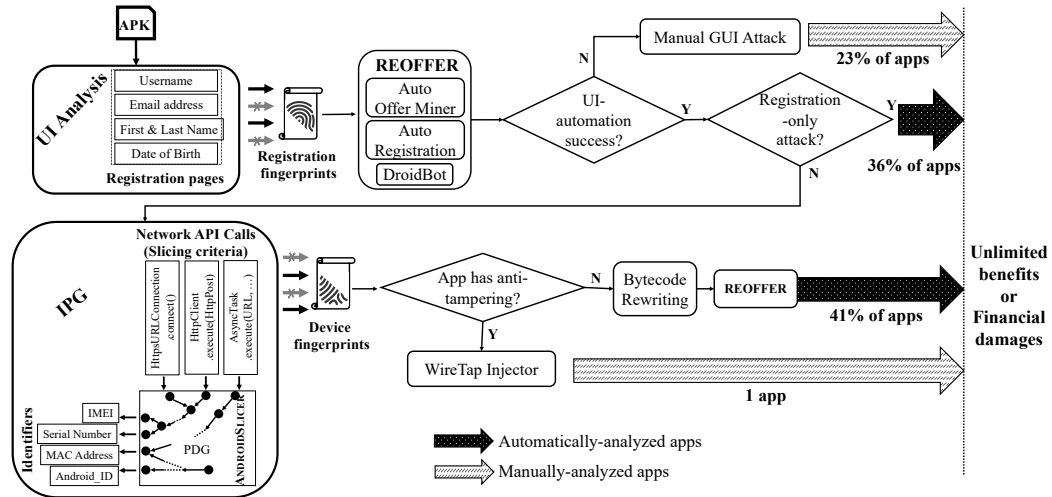 APK
UI Analysis
Username
Email address
First & Last Name
Date of Birth
Registration pages
Registration
fingerprints
REOFFER
Auto
Offer Miner
Auto
Registration
DroidBot
UI-
automation
success?
N
Manual GUI Attack
23% of apps
Y
Registration
-only
attack?
Y
36% of apps
N
IPG
Network API Calls
(Slicing criteria)
HttpsURLConnection
.connect()
HttpClient
.execute(HttpPost)
AsyncTask
.execute(URL, …)
Identifiers
IMEI
Serial Number
MAC Address
Android_ID
PDG
ANDROIDSLICER
Device
fingerprints
App has anti-
tampering?
N
Bytecode
Rewriting
REOFFER
41% of apps
Y
WireTap Injector
1 app
Unlimited
benefits
or
Financial
damages
Automatically-analyzed apps
Manually-analyzed apps